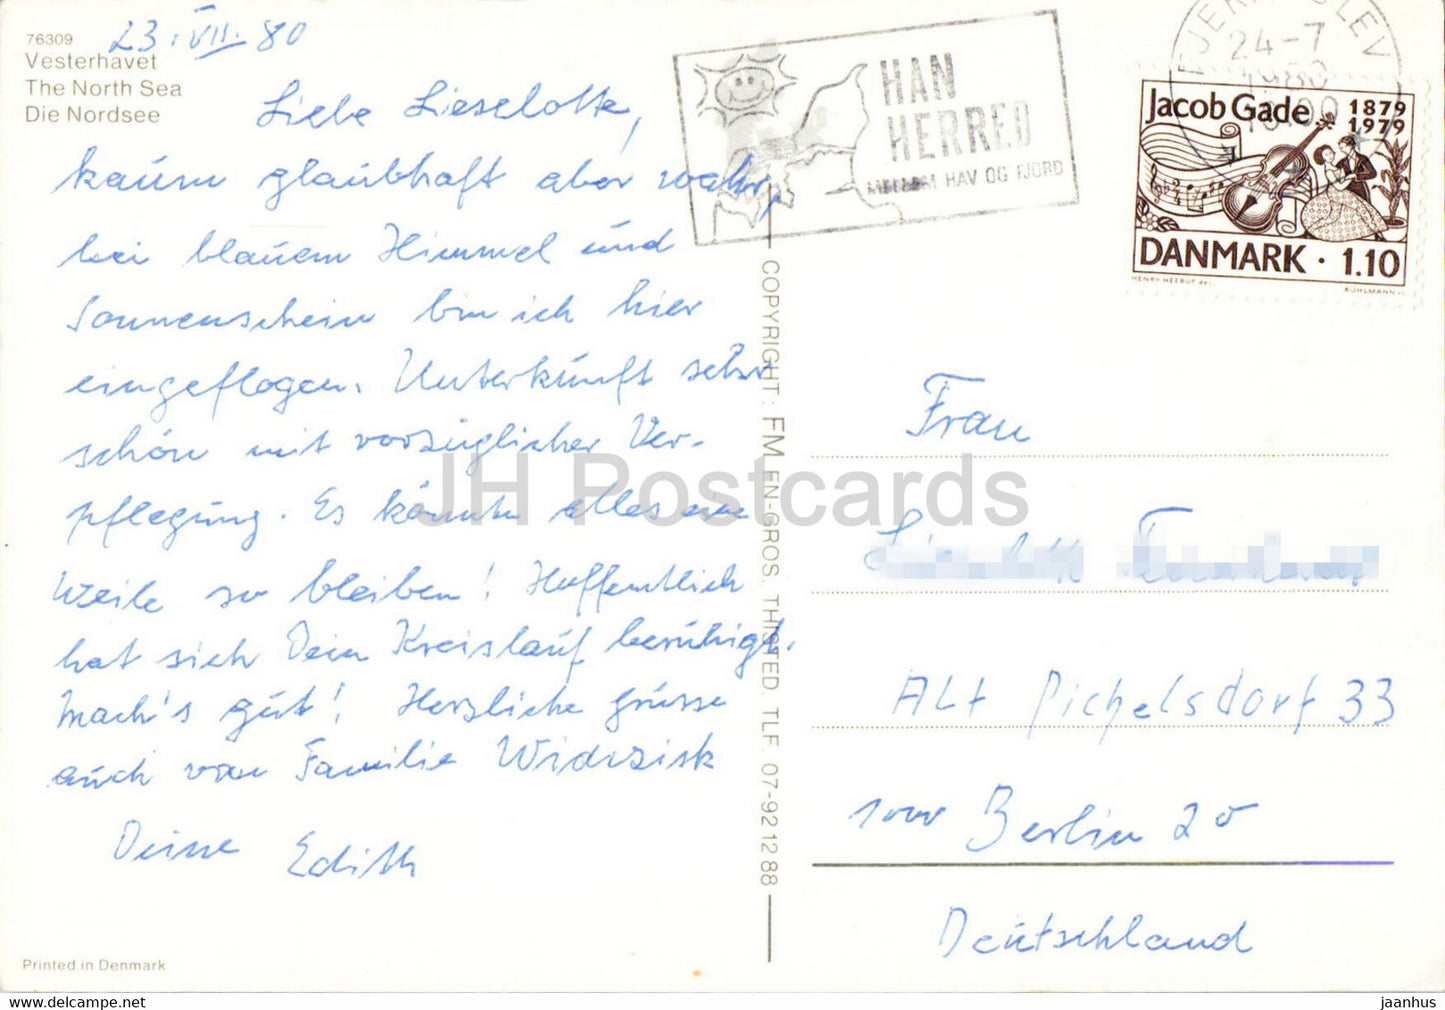 76309
Vesterhavet
The North Sea
Die Nordsee
23. VII. 80
Liebe Lieselotte,
kaum glaubhaft aber wahr,
bei blauem Himmel und
Sonnenschein bin ich hier
eingeflogen. Unterkunft sehr
schön mit vorzüglicher Ver-
pflegung. Es könnte alles eine
Weile so bleiben! Hoffentlich
hat sich Dein Kreislauf beruhigt.
Mach's gut! Herzliche Grüsse
auch von Familie
Deine Edith
Printed in Denmark
COPYRIGHT: FM EN-GROS, THISTED. TLF. 07-92 12 88
HAN
HERRED
MELLEM HAV OG FJORD
24-7
1980
Jacob Gade 1879
1979
DANMARK · 1.10
HENRY HEERUP del.
KÜHLMANN sc.
Frau
Alt Pichelsdorf 33
1000 Berlin 20
Deutschland
JH Postcards
jaanhus